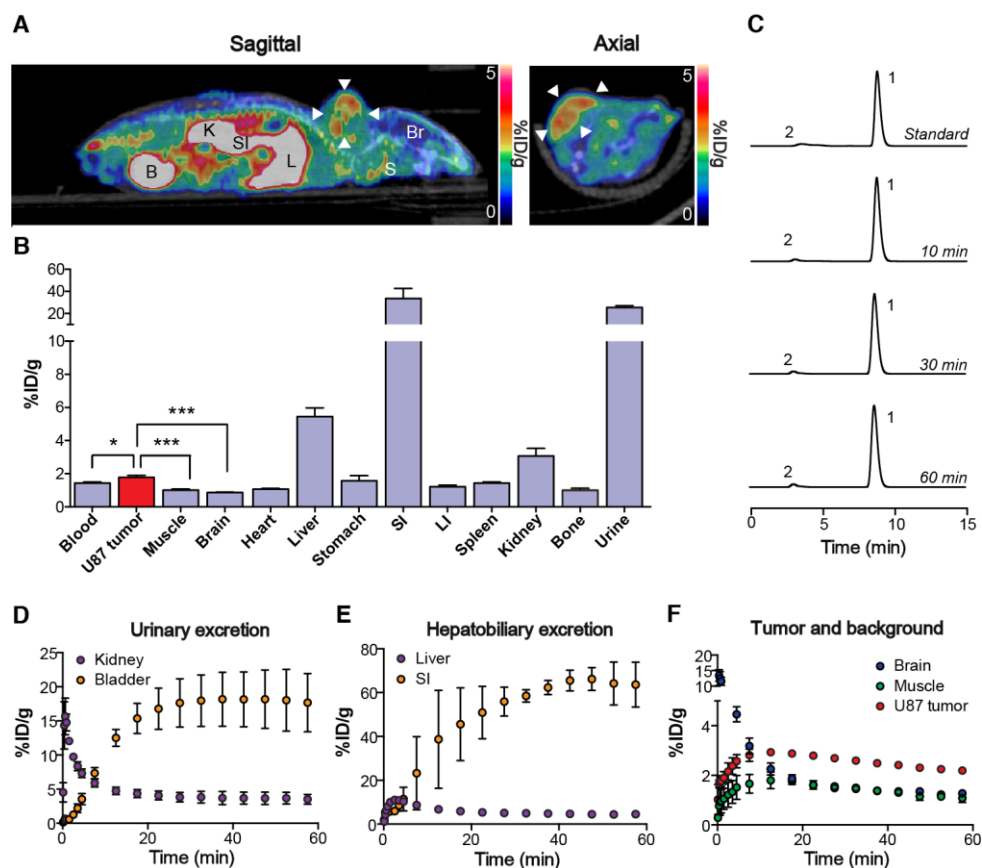 A
Sagittal
Axial
K
SI
B
L
Br
S
5
%ID/g
0
5
%ID/g
0
B
60
40
20
10
8
6
4
2
0
%ID/g
*
***
***
Blood
U87 tumor
Muscle
Brain
Heart
Liver
Stomach
SI
LI
Spleen
Kidney
Bone
Urine
C
1
2
Standard
1
2
10 min
1
2
30 min
1
2
60 min
0 5 10 15
Time (min)
D
Urinary excretion
Kidney
Bladder
25
20
15
10
5
0
%ID/g
0 20 40 60
Time (min)
E
Hepatobiliary excretion
Liver
SI
80
60
40
20
0
%ID/g
0 20 40 60
Time (min)
F
Tumor and background
Brain
Muscle
U87 tumor
20
15
10
4
2
0
%ID/g
0 20 40 60
Time (min)